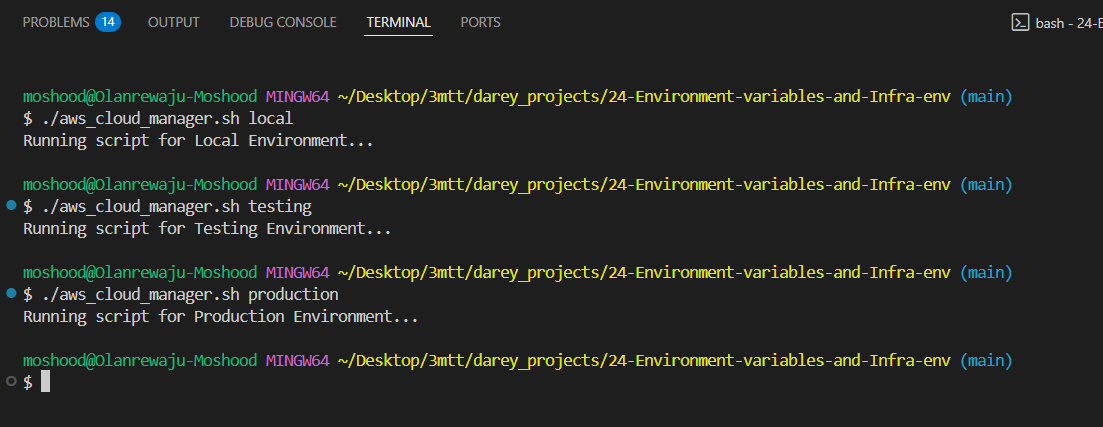 PROBLEMS 14 OUTPUT DEBUG CONSOLE TERMINAL PORTS bash - 24-E
moshood@Olanrewaju-Moshood MINGW64 ~/Desktop/3mtt/darey_projects/24-Environment-variables-and-Infra-env (main)
$ ./aws_cloud_manager.sh local
Running script for Local Environment...
moshood@Olanrewaju-Moshood MINGW64 ~/Desktop/3mtt/darey_projects/24-Environment-variables-and-Infra-env (main)
$ ./aws_cloud_manager.sh testing
Running script for Testing Environment...
moshood@Olanrewaju-Moshood MINGW64 ~/Desktop/3mtt/darey_projects/24-Environment-variables-and-Infra-env (main)
$ ./aws_cloud_manager.sh production
Running script for Production Environment...
moshood@Olanrewaju-Moshood MINGW64 ~/Desktop/3mtt/darey_projects/24-Environment-variables-and-Infra-env (main)
$